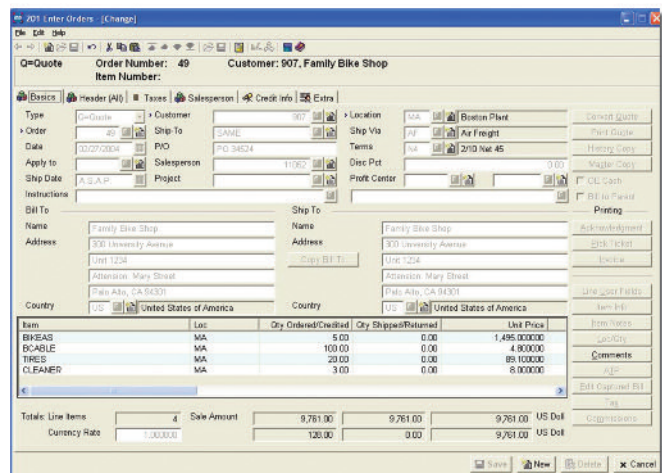 201 Enter Orders - [Change]
File Edit Help
Q=Quote Order Number: 49 Customer: 907, Family Bike Shop
Item Number:
Basics Header (All) Taxes Salesperson Credit Info Extra
Type Q=Quote Customer 907 Location MA Boston Plant Convert Quote
Order 49 Ship-To SAME Ship Via AF Air Freight Print Quote
Date 02/27/2004 P/O PO 34524 Terms N4 2/10 Net 45 History Copy
Apply to Salesperson 11062 Disc Pct 0.00 Master Copy
Ship Date A.S.A.P. Project Profit Center OE Cash
Instructions Bill to Parent
Bill To Ship To Printing
Name Family Bike Shop Name Family Bike Shop Acknowledgment
Address 300 University Avenue Address 300 University Avenue Pick Ticket
Unit 1234 Copy Bill To Unit 1234 Invoice
Attension: Mary Street Attension: Mary Street
Palo Alto, CA 94301 Palo Alto, CA 94301 Line User Fields
Country US United States of America Country US United States of America Item Info
Item Loc Qty Ordered/Credited Qty Shipped/Returned Unit Price Item Notes
BIKEAS MA 5.00 0.00 1,495.000000 Loc/Qty
BCABLE MA 100.00 0.00 4.800000 Comments
TIRES MA 20.00 0.00 89.100000 ATP
CLEANER MA 3.00 0.00 8.000000 Edit Captured Bill
Tag
Totals: Line Items 4 Sale Amount 9,761.00 9,761.00 9,761.00 US Doll Commissions
Currency Rate 1.000000 128.00 0.00 9,761.00 US Doll
Save New Delete Cancel